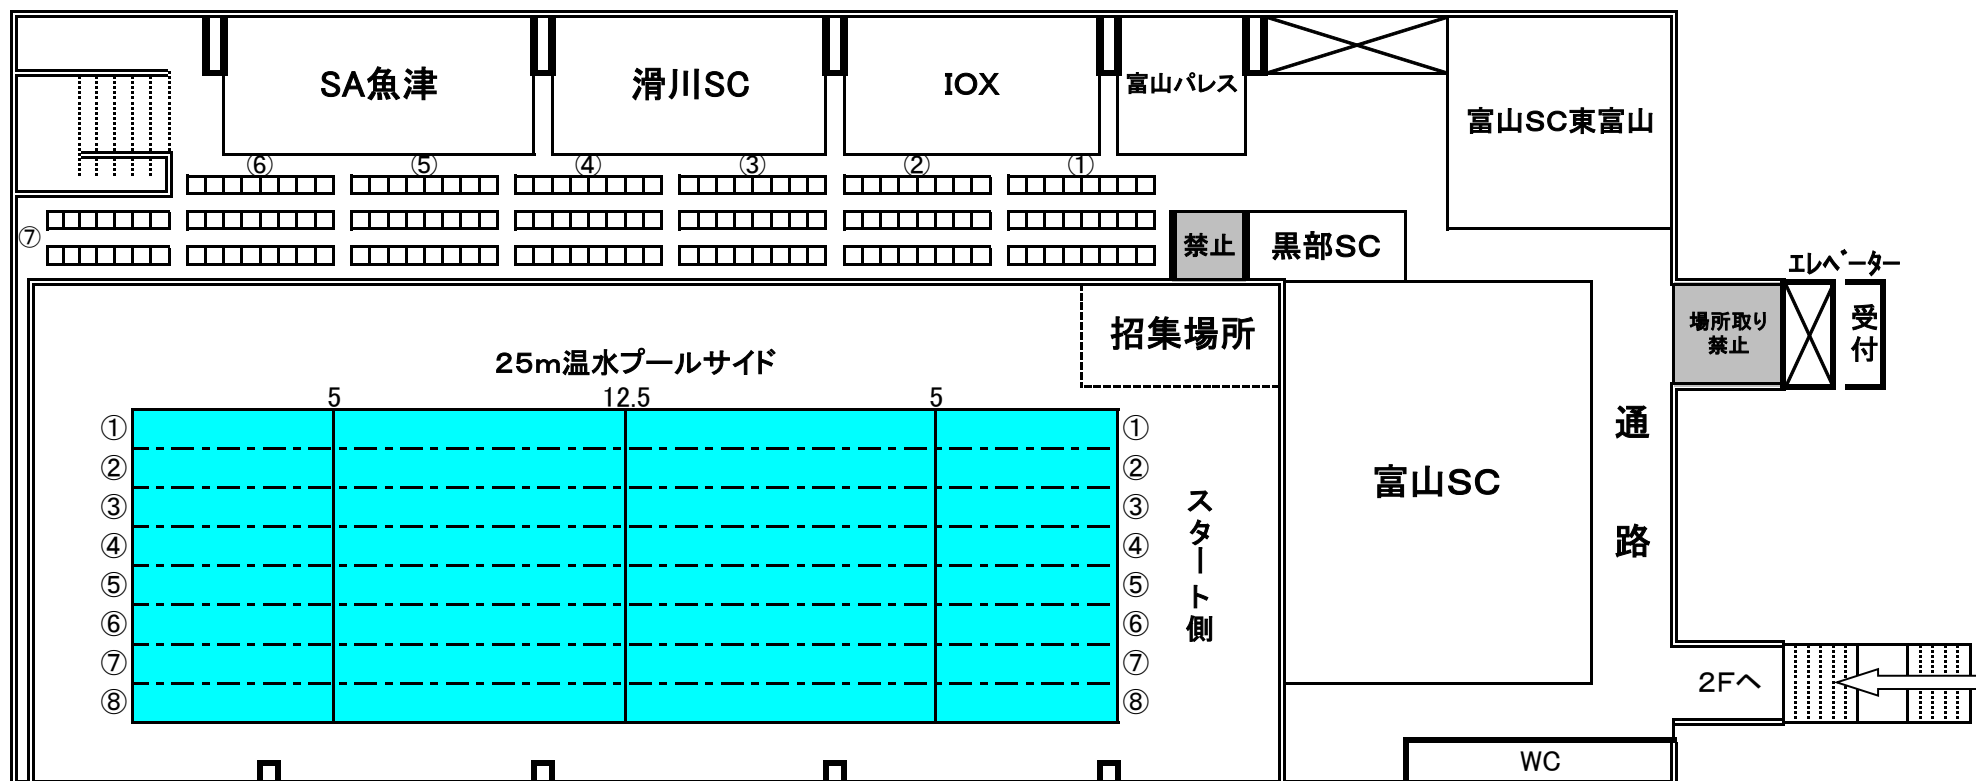 SA魚津
滑川SC
IOX
富山パレス
富山SC東富山
⑥
⑤
④
③
②
①
⑦
禁止
黒部SC
エレベーター
受付
場所取り
禁止
招集場所
25m温水プールサイド
5
12.5
5
①
②
③
④
⑤
⑥
⑦
⑧
①
②
③
④
⑤
⑥
⑦
⑧
スタート側
富山SC
通路
2Fへ
WC